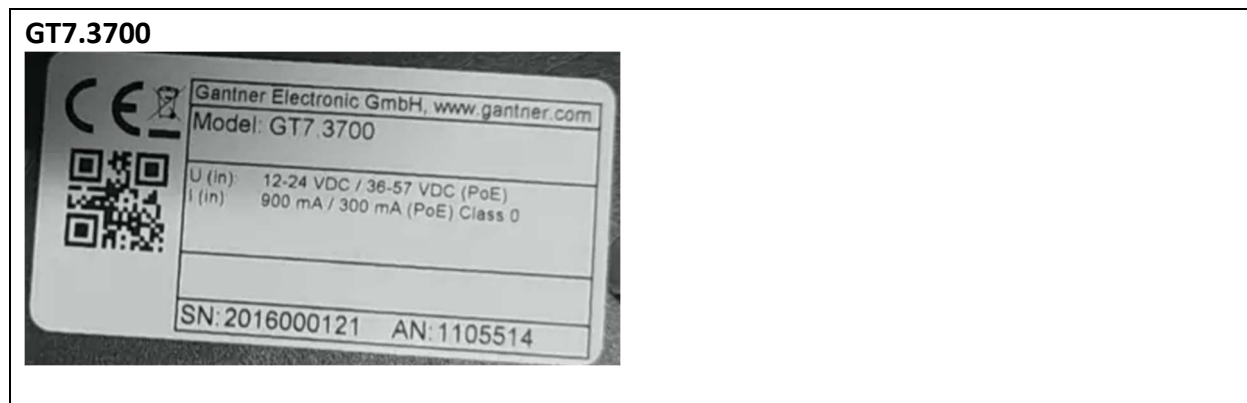 GT7.3700
CE
Gantner Electronic GmbH, www.gantner.com
Model: GT7.3700
U (in): 12-24 VDC / 36-57 VDC (PoE)
I (in) 900 mA / 300 mA (PoE) Class 0
SN: 2016000121 AN: 1105514